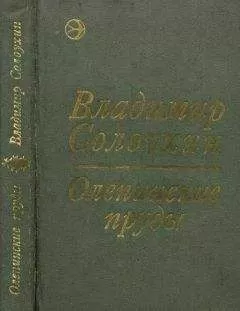 Владимир
Солоухин
Олепинские
пруды
Олепинские пруды Владимир Солоухин